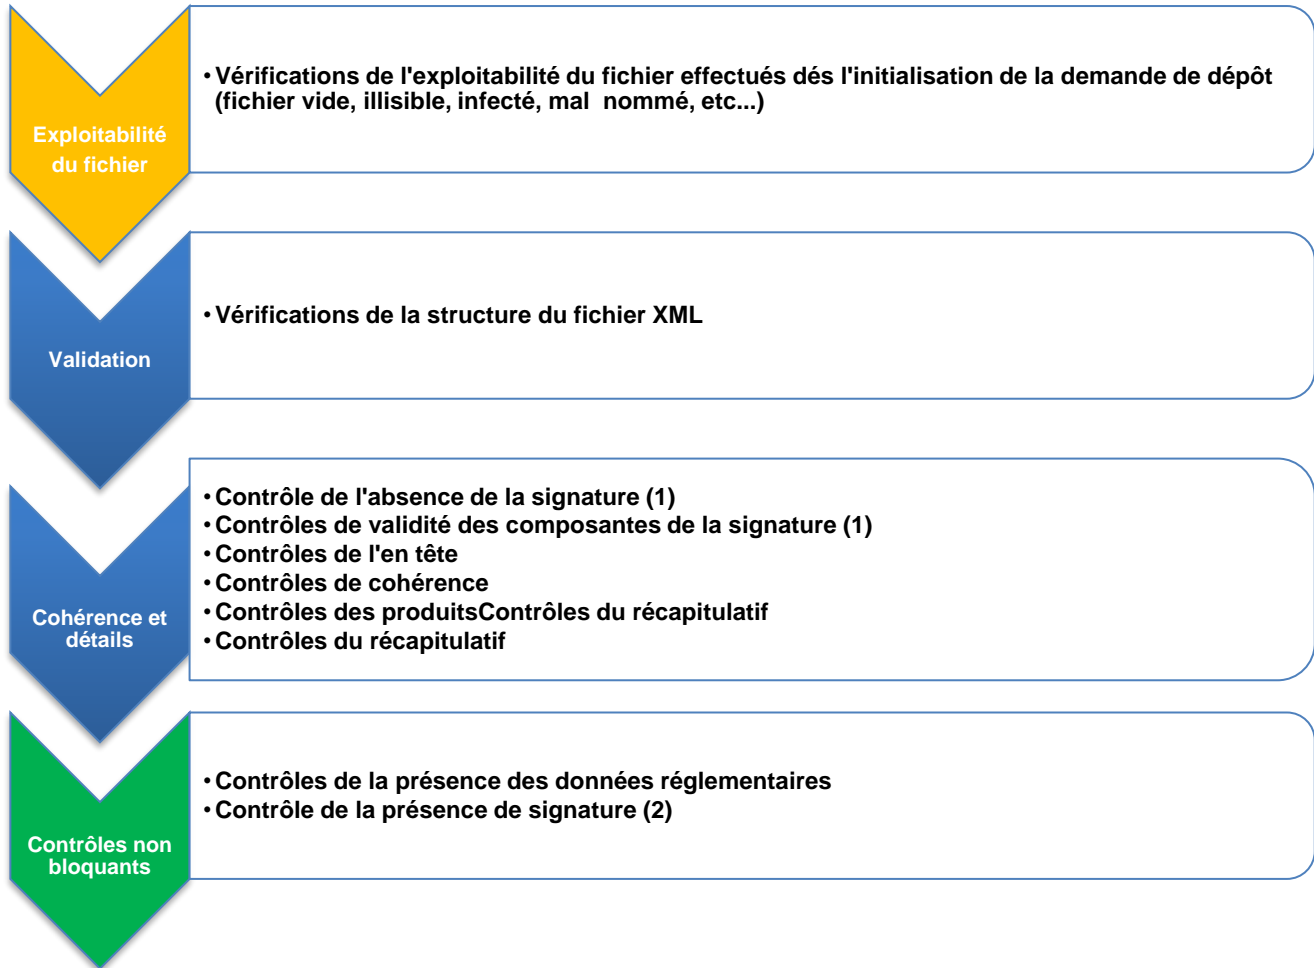 Exploitabilité
du fichier
• Vérifications de l'exploitabilité du fichier effectués dés l'initialisation de la demande de dépôt
(fichier vide, illisible, infecté, mal  nommé, etc...)
Validation
• Vérifications de la structure du fichier XML
Cohérence et
détails
• Contrôle de l'absence de la signature (1)
• Contrôles de validité des composantes de la signature (1)
• Contrôles de l'en tête
• Contrôles de cohérence
• Contrôles des produitsContrôles du récapitulatif
• Contrôles du récapitulatif
Contrôles non
bloquants
• Contrôles de la présence des données réglementaires
• Contrôle de la présence de signature (2)